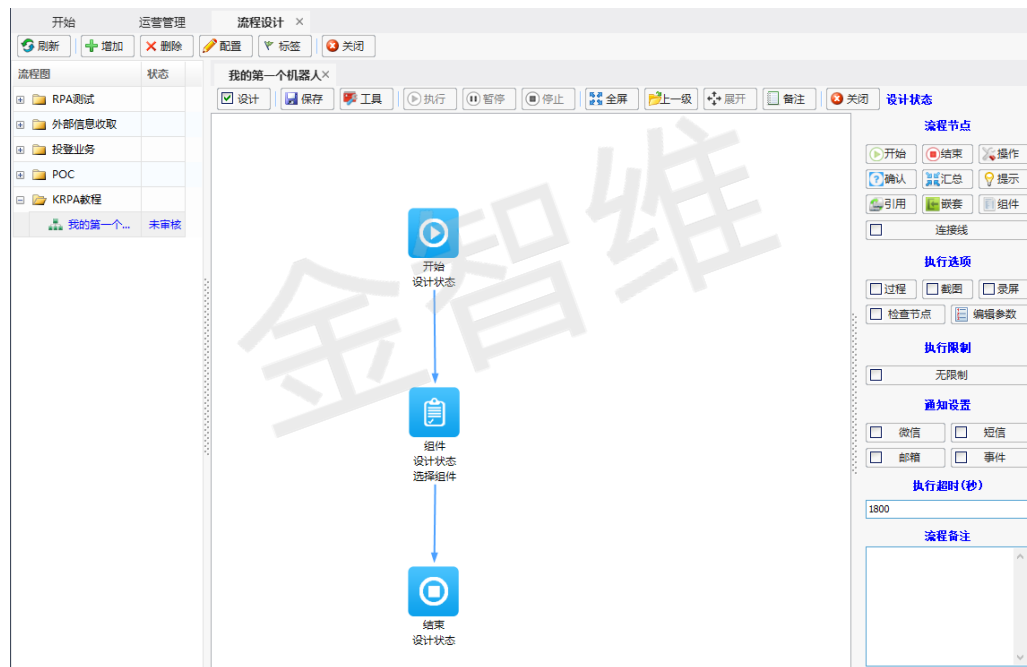 开始 运营管理 流程设计 ×
刷新 增加 删除 配置 标签 关闭
流程图 状态
RPA测试
外部信息收取
投登业务
POC
KRPA教程
我的第一个... 未审核
我的第一个机器人×
设计 保存 工具 执行 暂停 停止 全屏 上一级 展开 备注 关闭 设计状态
金智维
开始
设计状态
组件
设计状态
选择组件
结束
设计状态
流程节点
开始 结束 操作
确认 汇总 提示
引用 嵌套 组件
连接线
执行选项
过程 截图 录屏
检查节点 编辑参数
执行限制
无限制
通知设置
微信 短信
邮箱 事件
执行超时(秒)
1800
流程备注